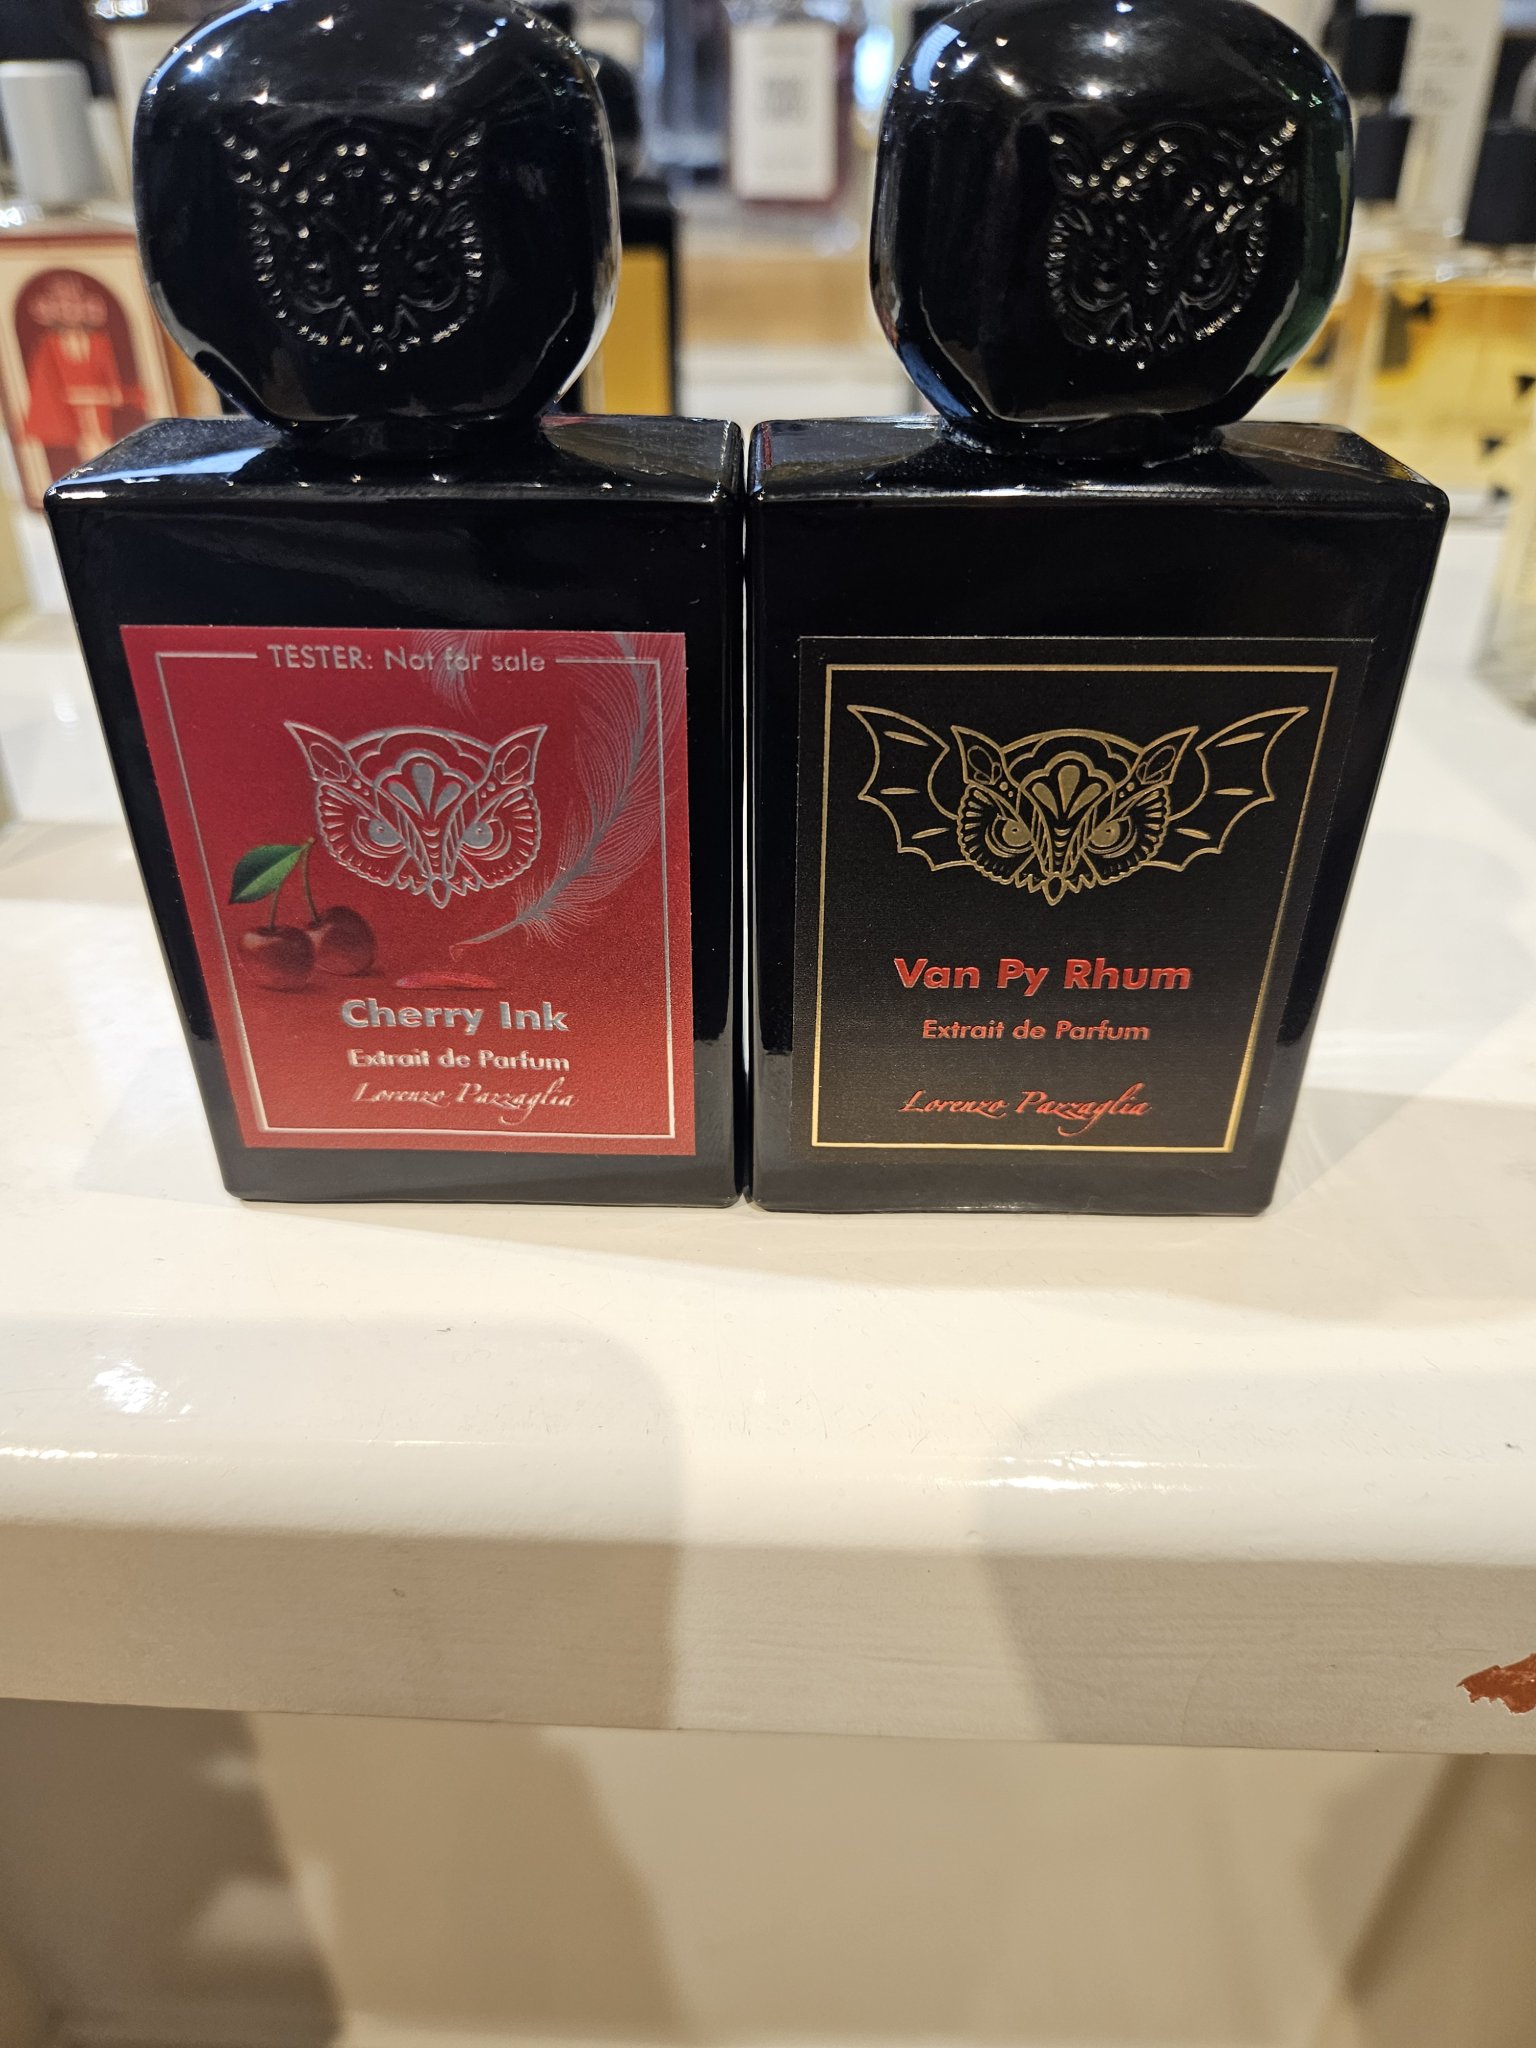 TESTER: Not for sale
Cherry Ink
Extrait de Parfum
Lorenzo Pazzaglia
Van Py Rhum
Extrait de Parfum
Lorenzo Pazzaglia